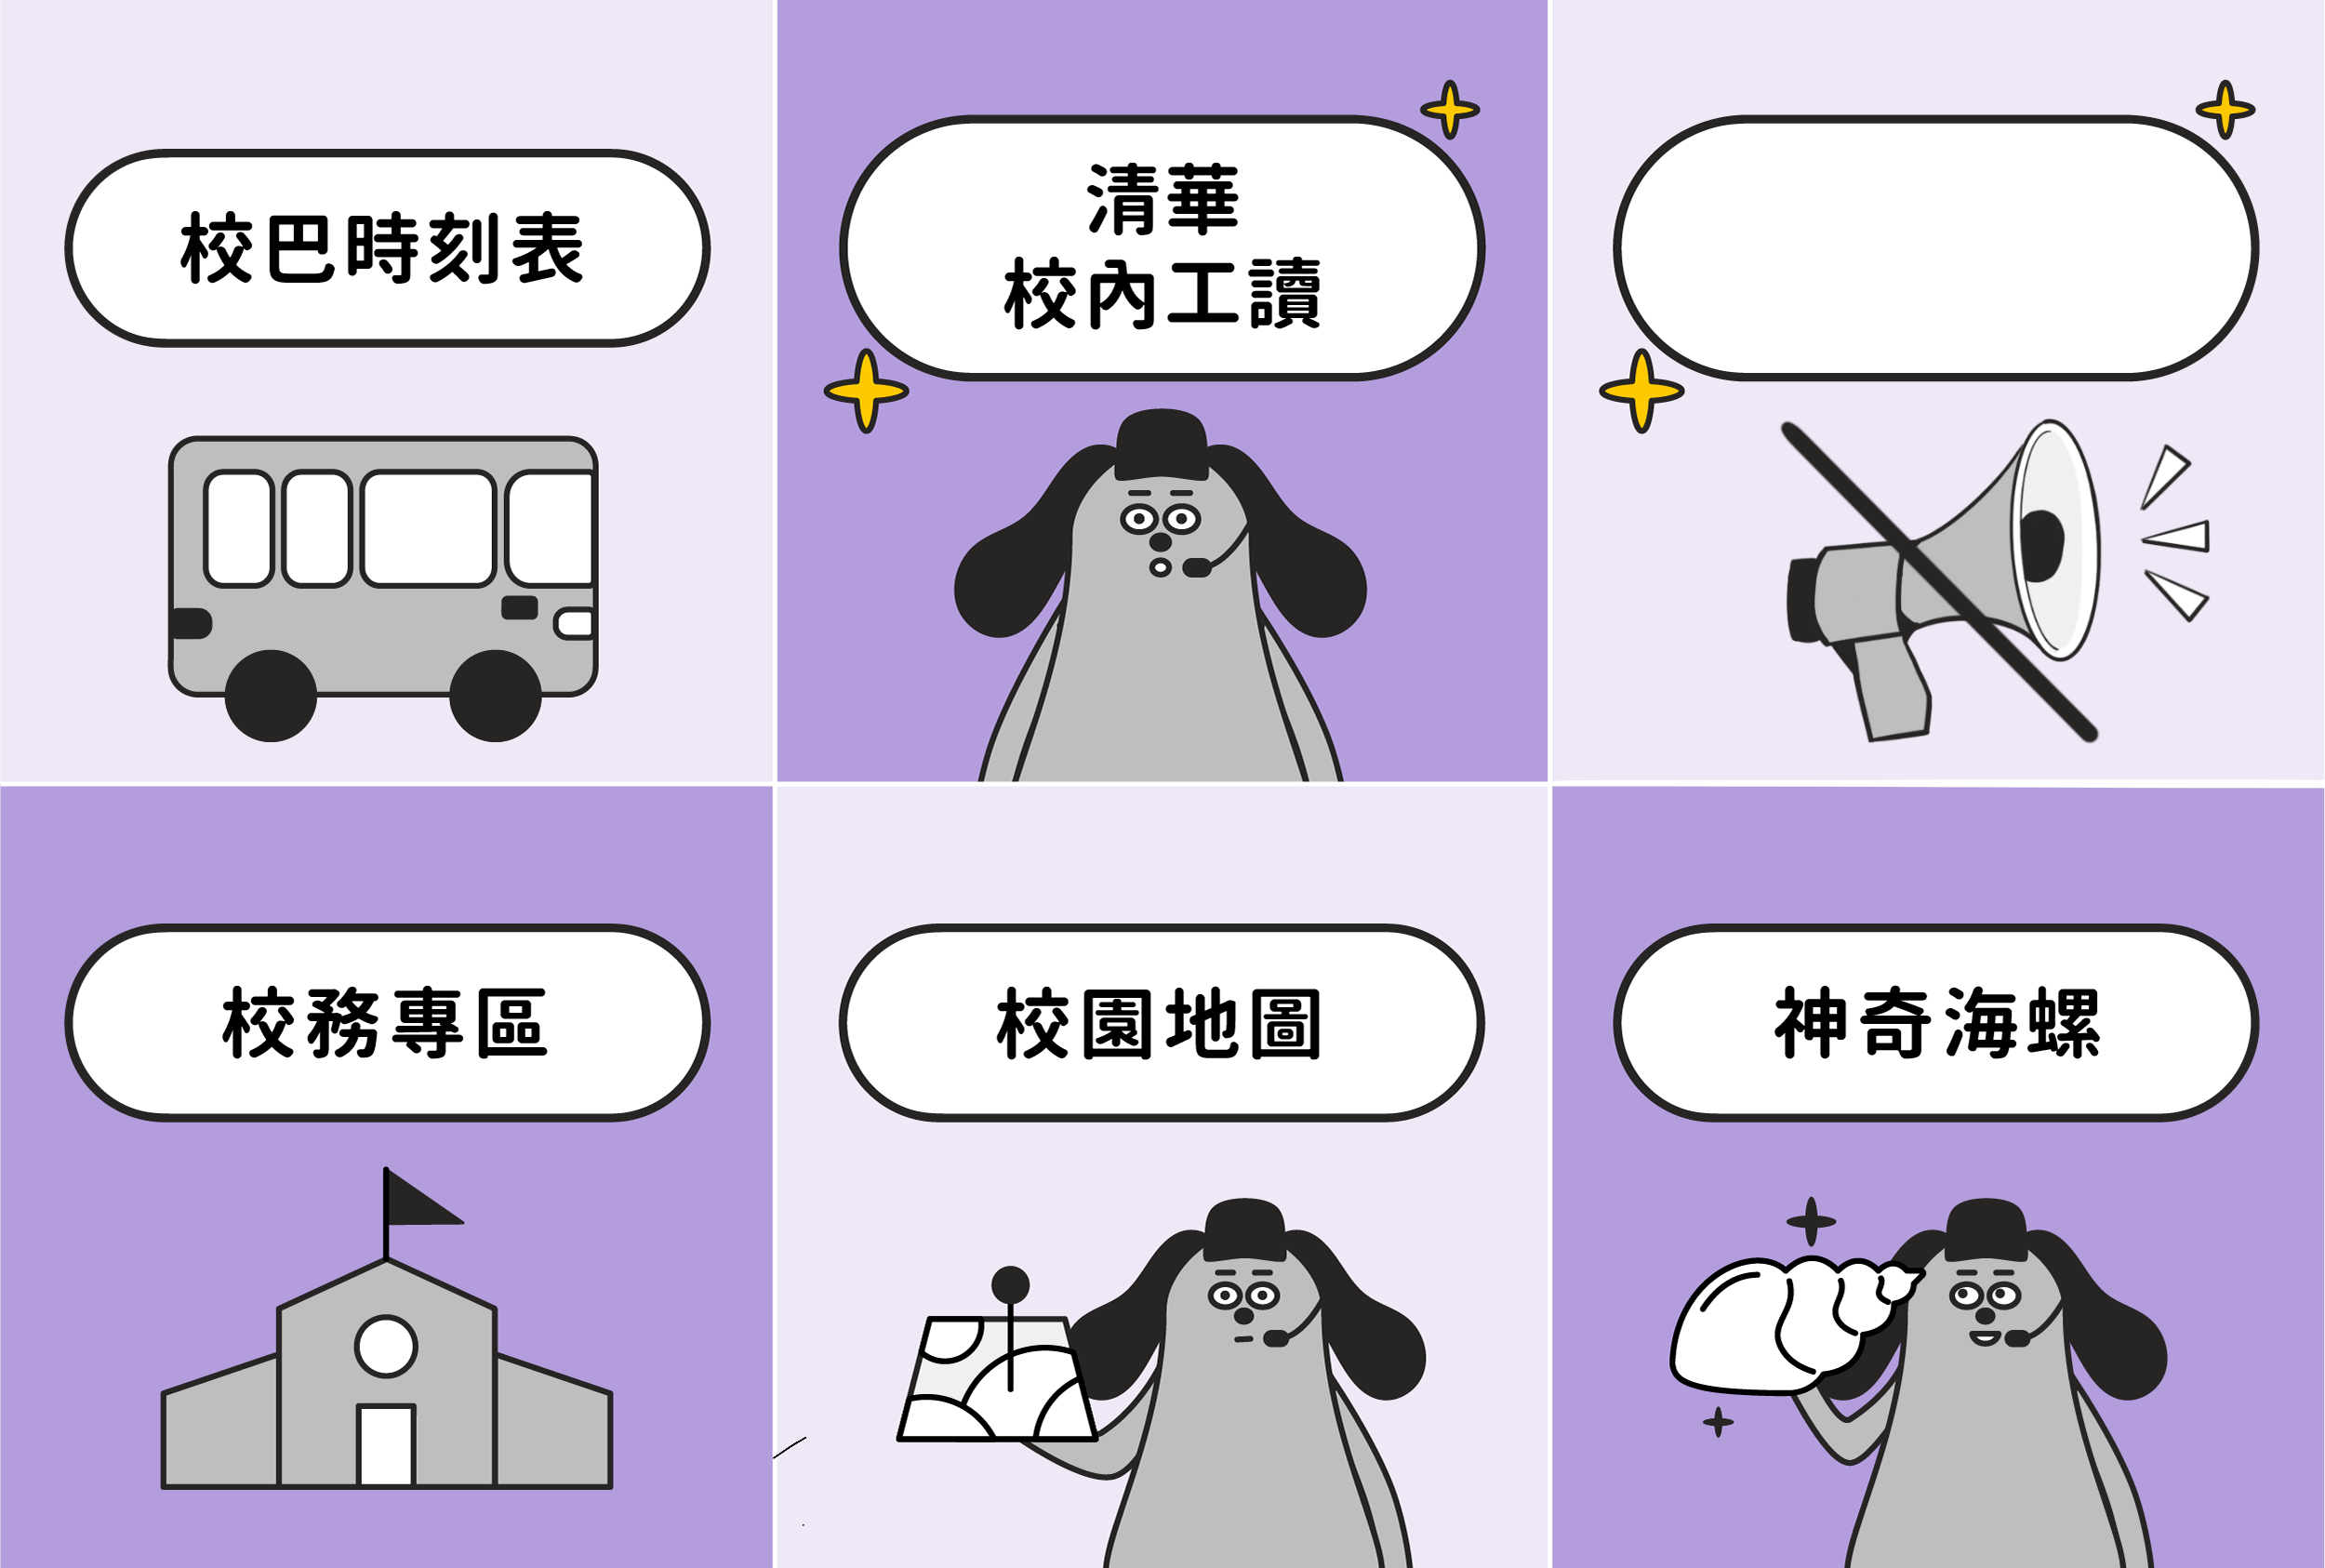 校巴時刻表
清華
校內工讀
校務專區
校園地圖
神奇海螺